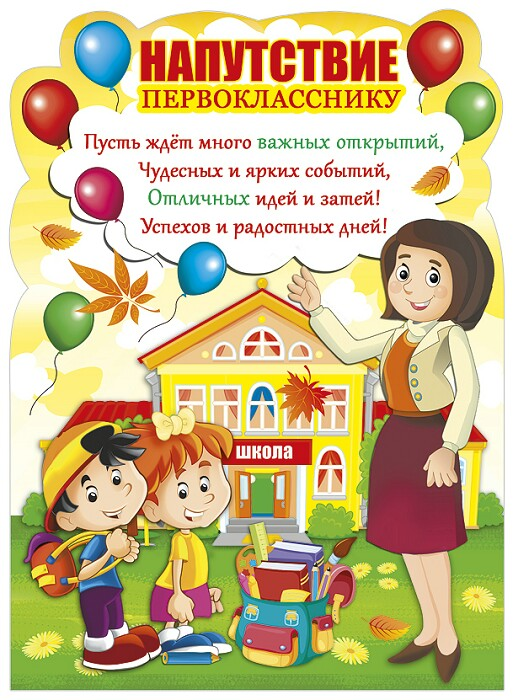 НАПУТСТВИЕ
ПЕРВОКЛАССНИКУ
Пусть ждёт много важных открытий,
Чудесных и ярких событий,
Отличных идей и затей!
Успехов и радостных дней!
ШКОЛА